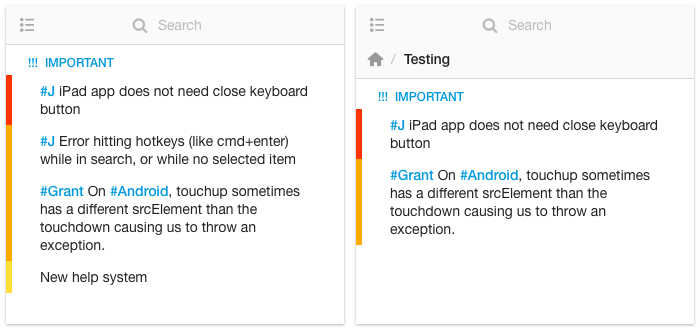 Search
!!! IMPORTANT
#J iPad app does not need close keyboard
button
#J Error hitting hotkeys (like cmd+enter)
while in search, or while no selected item
#Grant On #Android, touchup sometimes
has a different srcElement than the
touchdown causing us to throw an
exception.
New help system
Search
/ Testing
!!! IMPORTANT
#J iPad app does not need close keyboard
button
#Grant On #Android, touchup sometimes
has a different srcElement than the
touchdown causing us to throw an
exception.